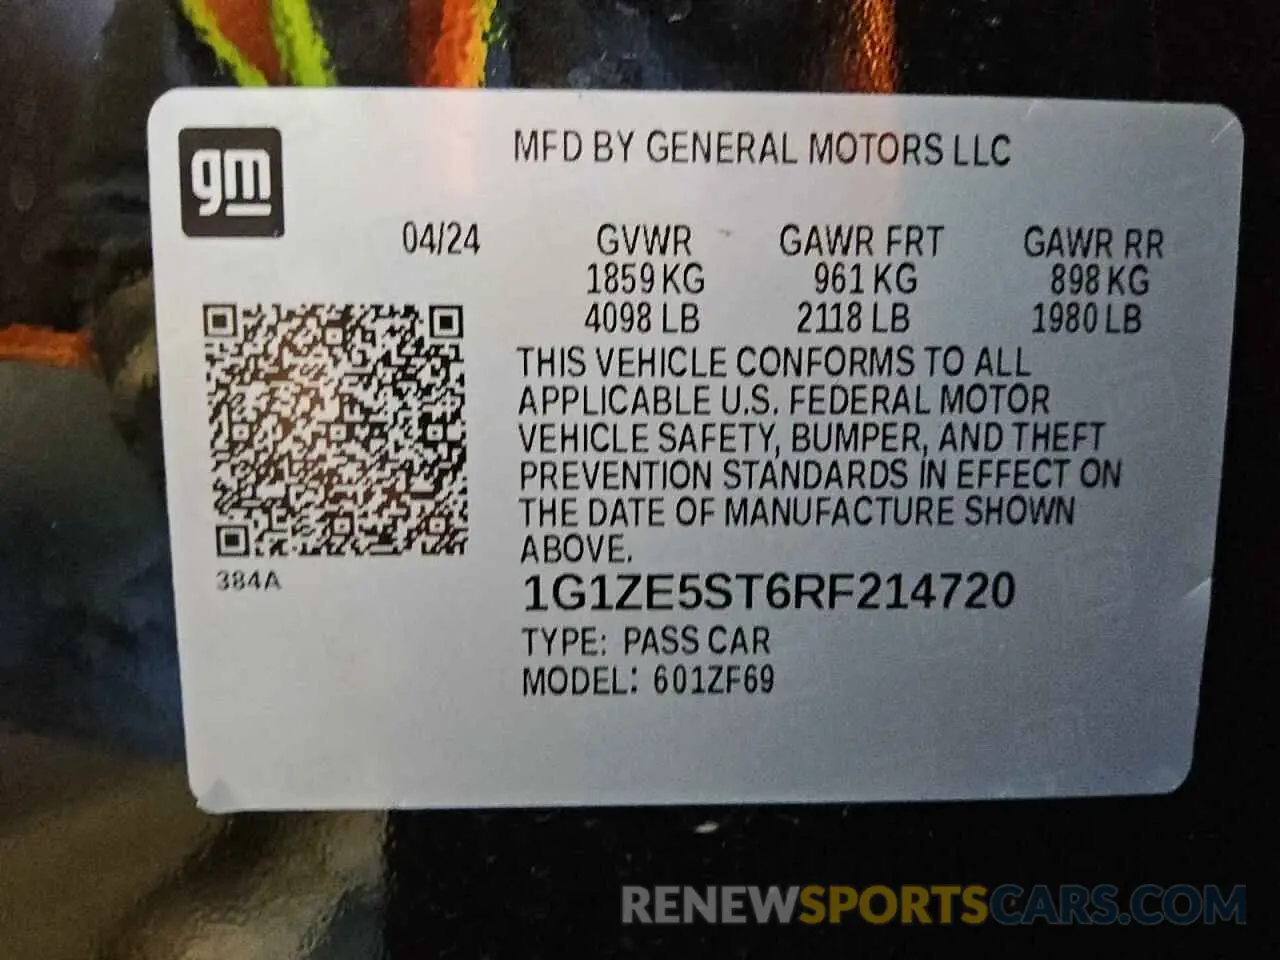 gm
MFD BY GENERAL MOTORS LLC
04/24 GVWR GAWR FRT GAWR RR
1859 KG 961 KG 898 KG
4098 LB 2118 LB 1980 LB
THIS VEHICLE CONFORMS TO ALL
APPLICABLE U.S. FEDERAL MOTOR
VEHICLE SAFETY, BUMPER, AND THEFT
PREVENTION STANDARDS IN EFFECT ON
THE DATE OF MANUFACTURE SHOWN
ABOVE.
384A
1G1ZE5ST6RF214720
TYPE: PASS CAR
MODEL: 601ZF69
RENEWSPORTSCARS.COM